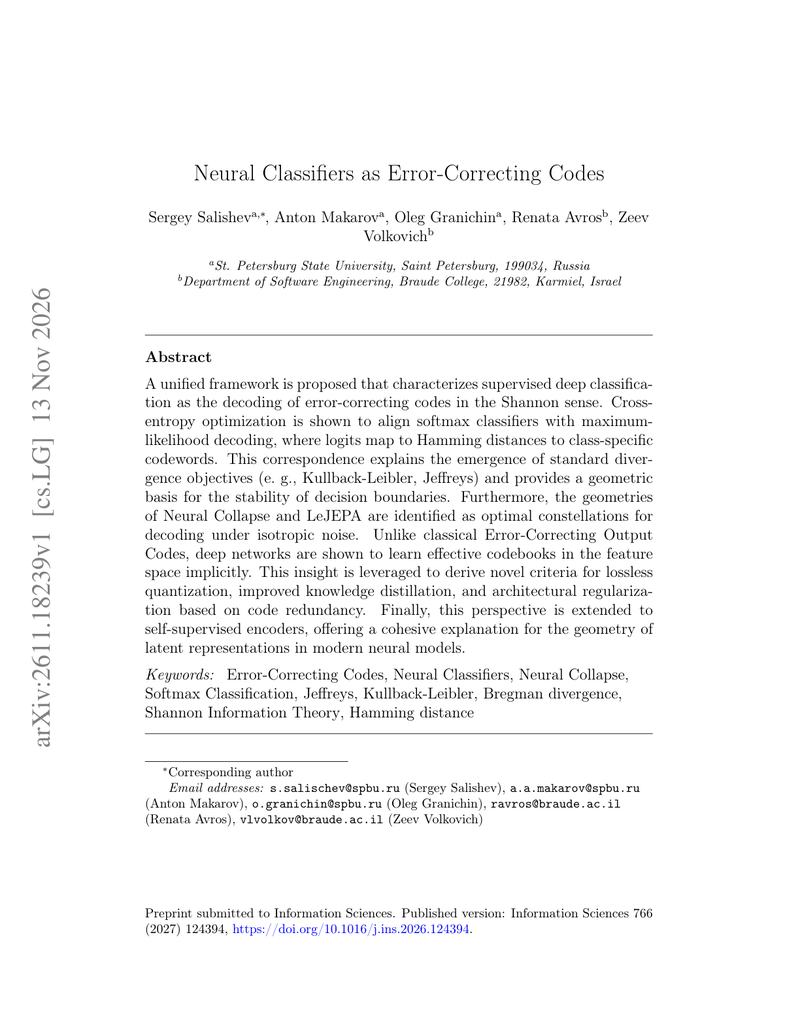 Neural Classifiers as Error-Correcting Codes
Sergey Salishevᵃ,*, Anton Makarovᵃ, Oleg Granichinᵃ, Renata Avrosᵇ, Zeev
Volkovichᵇ
ᵃSt. Petersburg State University, Saint Petersburg, 199034, Russia
ᵇDepartment of Software Engineering, Braude College, 21982, Karmiel, Israel
Abstract
A unified framework is proposed that characterizes supervised deep classifica-
tion as the decoding of error-correcting codes in the Shannon sense. Cross-
entropy optimization is shown to align softmax classifiers with maximum-
likelihood decoding, where logits map to Hamming distances to class-specific
codewords. This correspondence explains the emergence of standard diver-
gence objectives (e. g., Kullback-Leibler, Jeffreys) and provides a geometric
basis for the stability of decision boundaries. Furthermore, the geometries
of Neural Collapse and LeJEPA are identified as optimal constellations for
decoding under isotropic noise. Unlike classical Error-Correcting Output
Codes, deep networks are shown to learn effective codebooks in the feature
space implicitly. This insight is leveraged to derive novel criteria for lossless
quantization, improved knowledge distillation, and architectural regulariza-
tion based on code redundancy. Finally, this perspective is extended to
self-supervised encoders, offering a cohesive explanation for the geometry of
latent representations in modern neural models.
Keywords: Error-Correcting Codes, Neural Classifiers, Neural Collapse,
Softmax Classification, Jeffreys, Kullback-Leibler, Bregman divergence,
Shannon Information Theory, Hamming distance
*Corresponding author
Email addresses: s.salischev@spbu.ru (Sergey Salishev), a.a.makarov@spbu.ru
(Anton Makarov), o.granichin@spbu.ru (Oleg Granichin), ravros@braude.ac.il
(Renata Avros), vlvolkov@braude.ac.il (Zeev Volkovich)
Preprint submitted to Information Sciences. Published version: Information Sciences 766
(2027) 124394, https://doi.org/10.1016/j.ins.2026.124394.
arXiv:2611.18239v1 [cs.LG] 13 Nov 2026